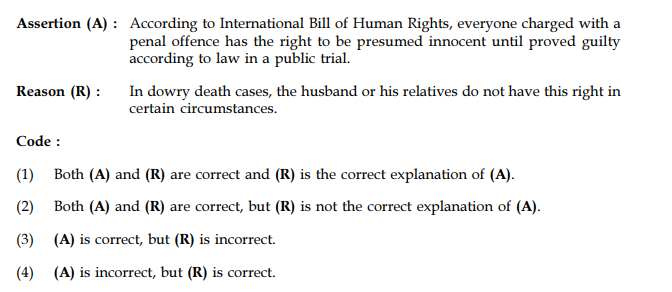 Assertion (A) : According to International Bill of Human Rights, everyone charged with a
penal offence has the right to be presumed innocent until proved guilty
according to law in a public trial.
Reason (R) : In dowry death cases, the husband or his relatives do not have this right in
certain circumstances.
Code :
(1) Both (A) and (R) are correct and (R) is the correct explanation of (A).
(2) Both (A) and (R) are correct, but (R) is not the correct explanation of (A).
(3) (A) is correct, but (R) is incorrect.
(4) (A) is incorrect, but (R) is correct.